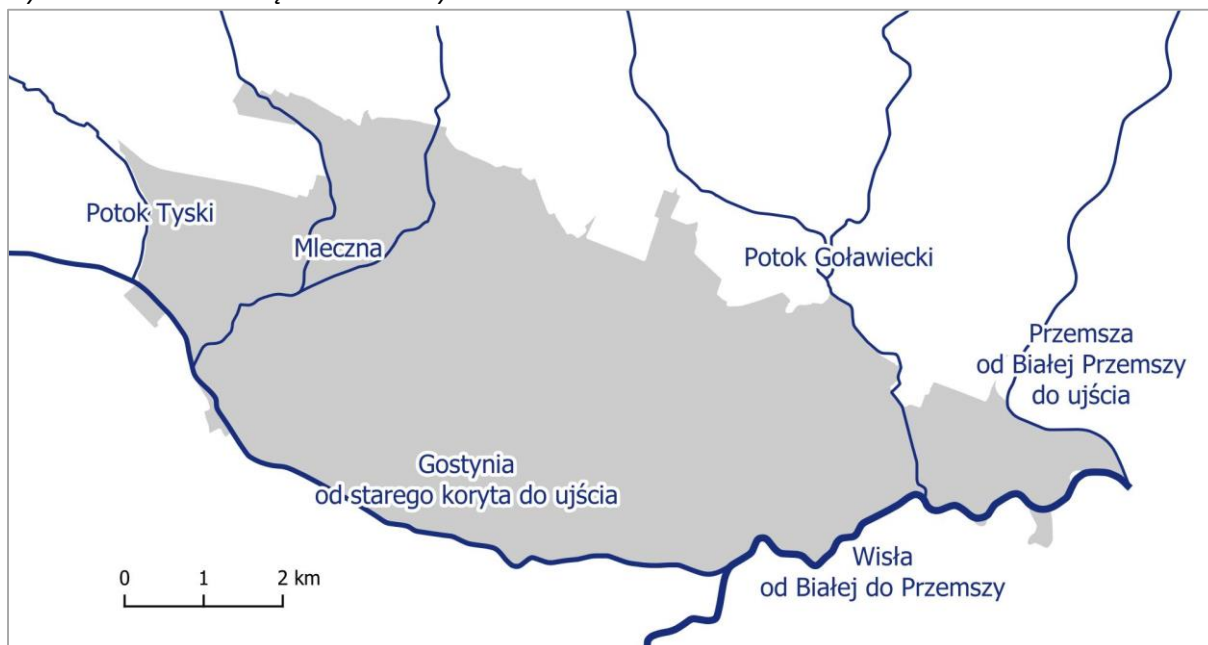 Potok Tyski
Mleczna
Potok Goławiecki
Przemsza
od Białej Przemszy
do ujścia
Gostynia
od starego koryta do ujścia
Wisła
od Białej do Przemszy
0 1 2 km